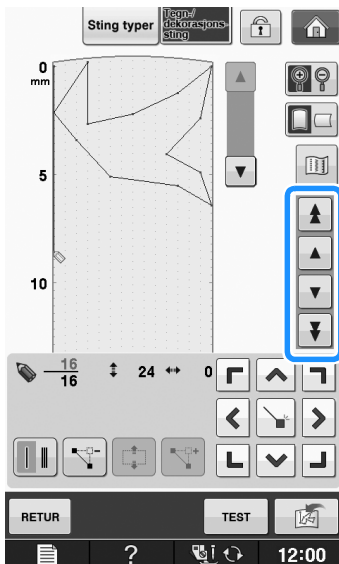 Sting typer
Tegn-/
dekorasjons-
sting
0
mm
5
10
16
16
24
0
RETUR
TEST
?
12:00